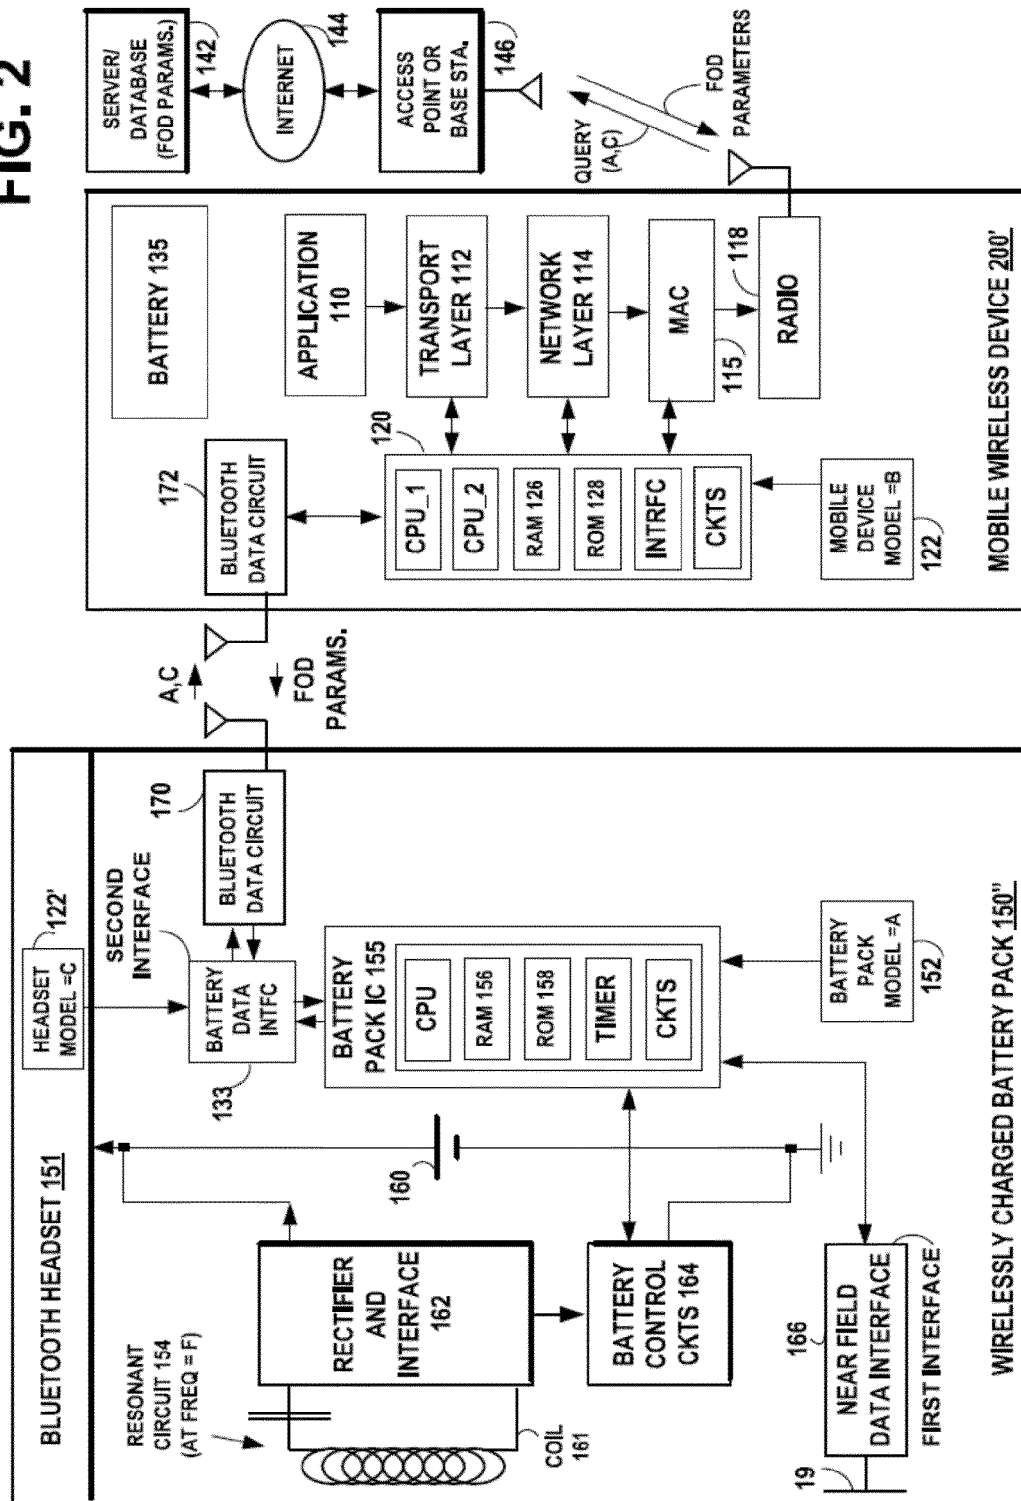 FIG. 2
BLUETOOTH HEADSET 151
HEADSET
MODEL =C
122'
SECOND
INTERFACE
RESONANT
CIRCUIT 154
(AT FREQ = F)
RECTIFIER
AND
INTERFACE
162
COIL
161
160
BATTERY
CONTROL
CKTS 164
BATTERY
DATA
INTFC
133
BLUETOOTH
DATA CIRCUIT
170
BATTERY
PACK IC 155
CPU
RAM 156
ROM 158
TIMER
CKTS
BATTERY
PACK
MODEL =A
152
19
166
NEAR FIELD
DATA INTERFACE
FIRST INTERFACE
WIRELESSLY CHARGED BATTERY PACK 150"
A,C
FOD
PARAMS.
172
BLUETOOTH
DATA CIRCUIT
BATTERY 135
APPLICATION
110
120
CPU_1
CPU_2
RAM 126
ROM 128
INTRFC
CKTS
TRANSPORT
LAYER 112
NETWORK
LAYER 114
MAC
115
118
RADIO
MOBILE
DEVICE
MODEL =B
122
MOBILE WIRELESS DEVICE 200'
SERVER/
DATABASE
(FOD PARAMS.)
142
INTERNET
144
ACCESS
POINT OR
BASE STA.
146
QUERY
(A,C)
FOD
PARAMETERS